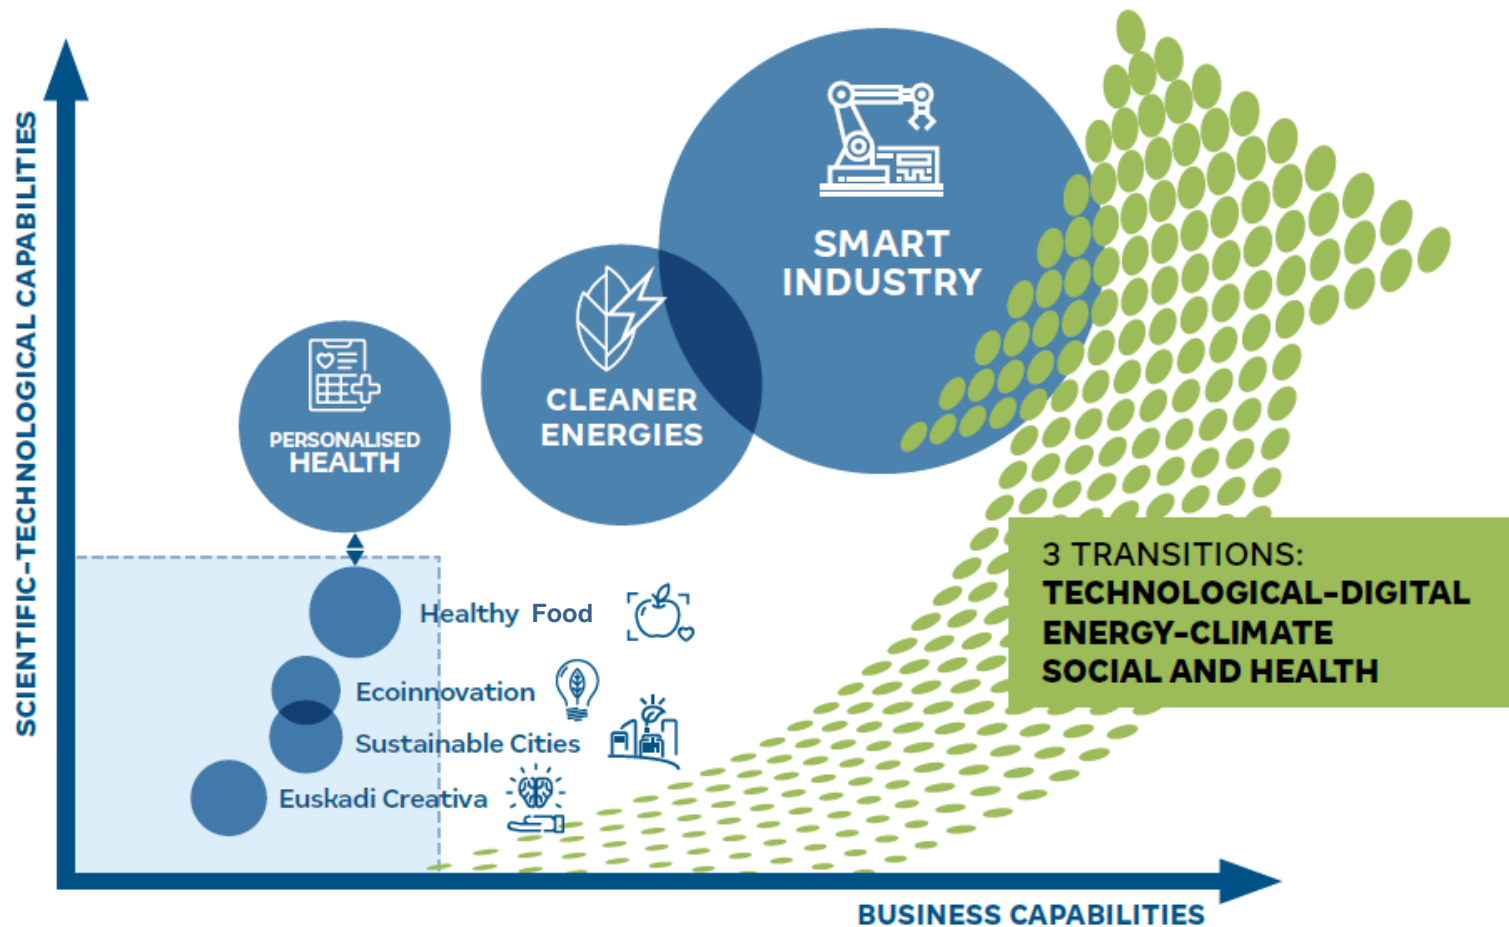 SCIENTIFIC-TECHNOLOGICAL CAPABILITIES
SMART
INDUSTRY
CLEANER
ENERGIES
PERSONALISED
HEALTH
Healthy Food
Ecoinnovation
Sustainable Cities
Euskadi Creativa
3 TRANSITIONS:
TECHNOLOGICAL-DIGITAL
ENERGY-CLIMATE
SOCIAL AND HEALTH
BUSINESS CAPABILITIES